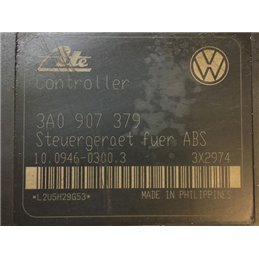 Ate
Controller
3A0 907 379
Steuergeraet fuer ABS
10.0946-0300.3 3X2974
*L2U5H29G53* MADE IN PHILIPPINES